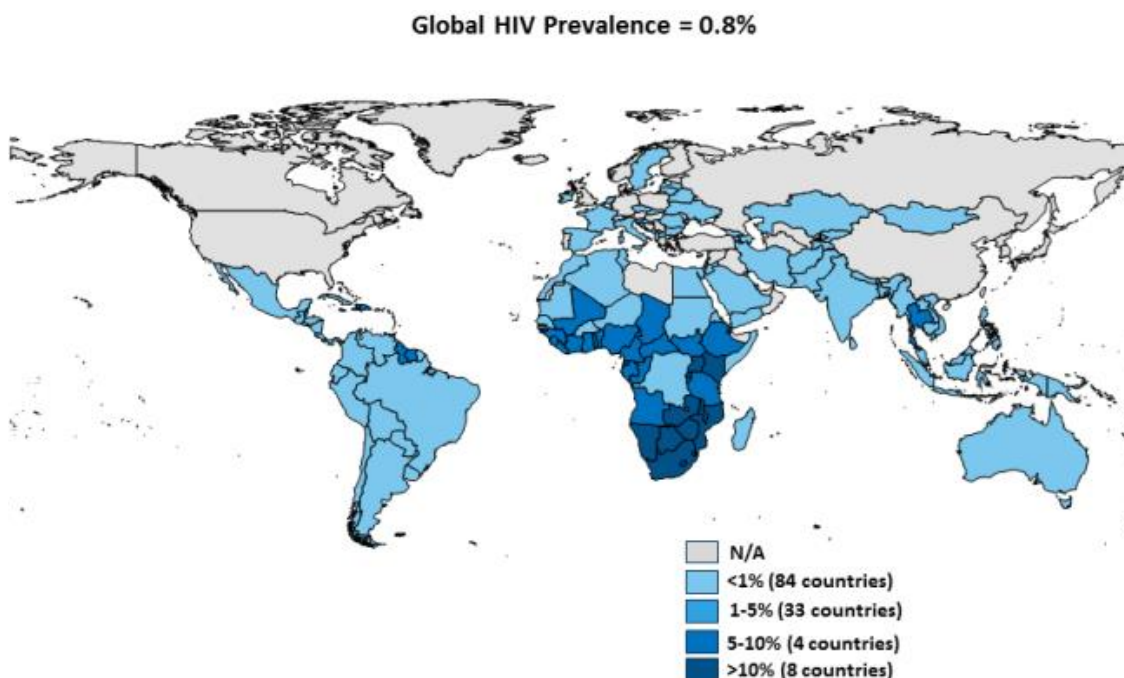 Global HIV Prevalence = 0.8%
N/A
<1% (84 countries)
1-5% (33 countries)
5-10% (4 countries)
>10% (8 countries)